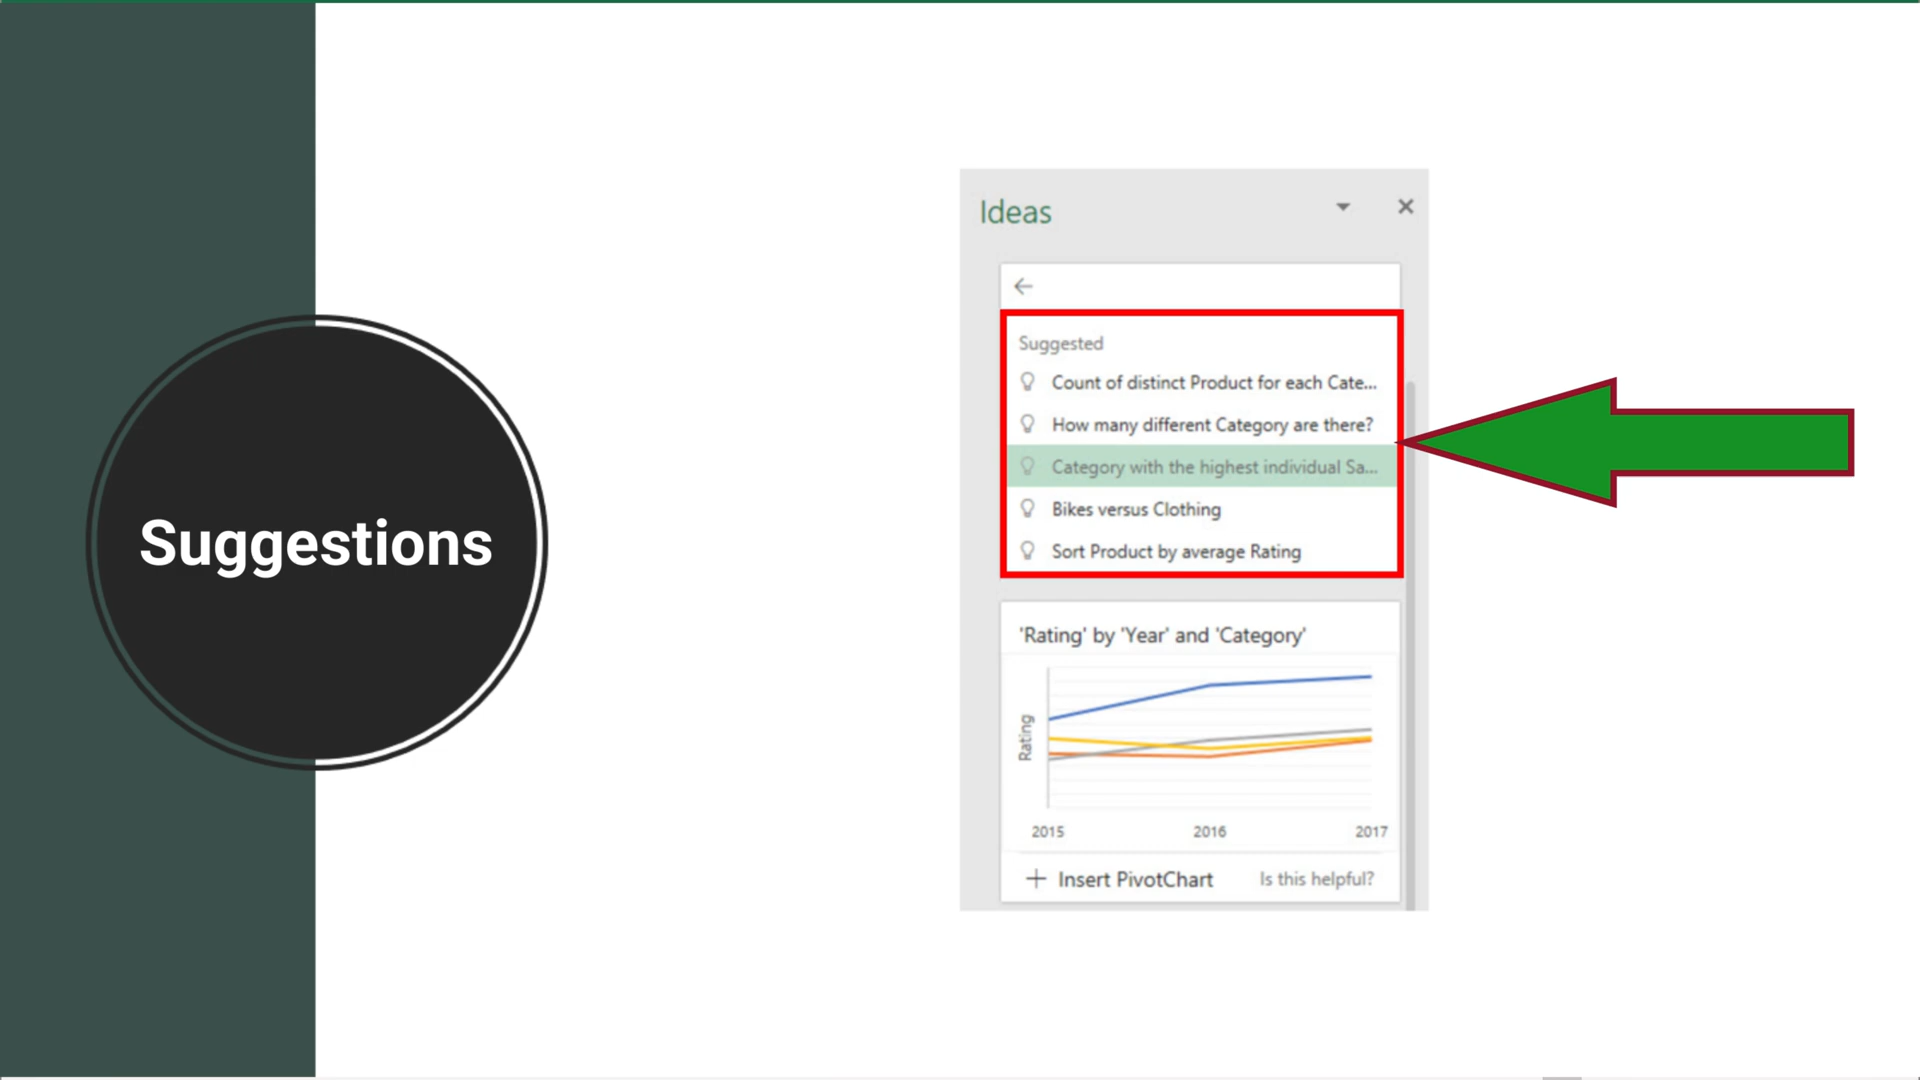 Suggestions
Ideas
Suggested
Count of distinct Product for each Cate...
How many different Category are there?
Category with the highest individual Sa...
Bikes versus Clothing
Sort Product by average Rating
'Rating' by 'Year' and 'Category'
Rating
2015 2016 2017
Insert PivotChart Is this helpful?